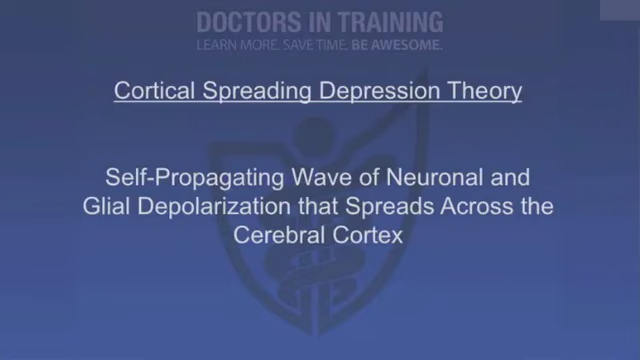 DOCTORS IN TRAINING
LEARN MORE. SAVE TIME. BE AWESOME.
Cortical Spreading Depression Theory
Self-Propagating Wave of Neuronal and
Glial Depolarization that Spreads Across the
Cerebral Cortex